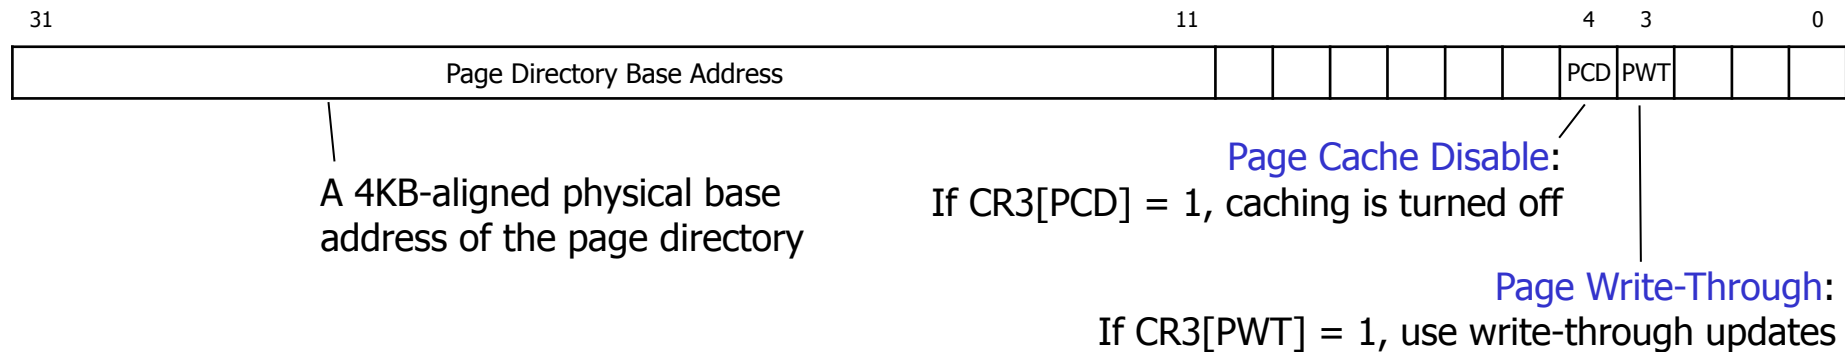 31 11 4 3 0
Page Directory Base Address PCD PWT
Page Cache Disable:
If CR3[PCD] = 1, caching is turned off
A 4KB-aligned physical base
address of the page directory
Page Write-Through:
If CR3[PWT] = 1, use write-through updates